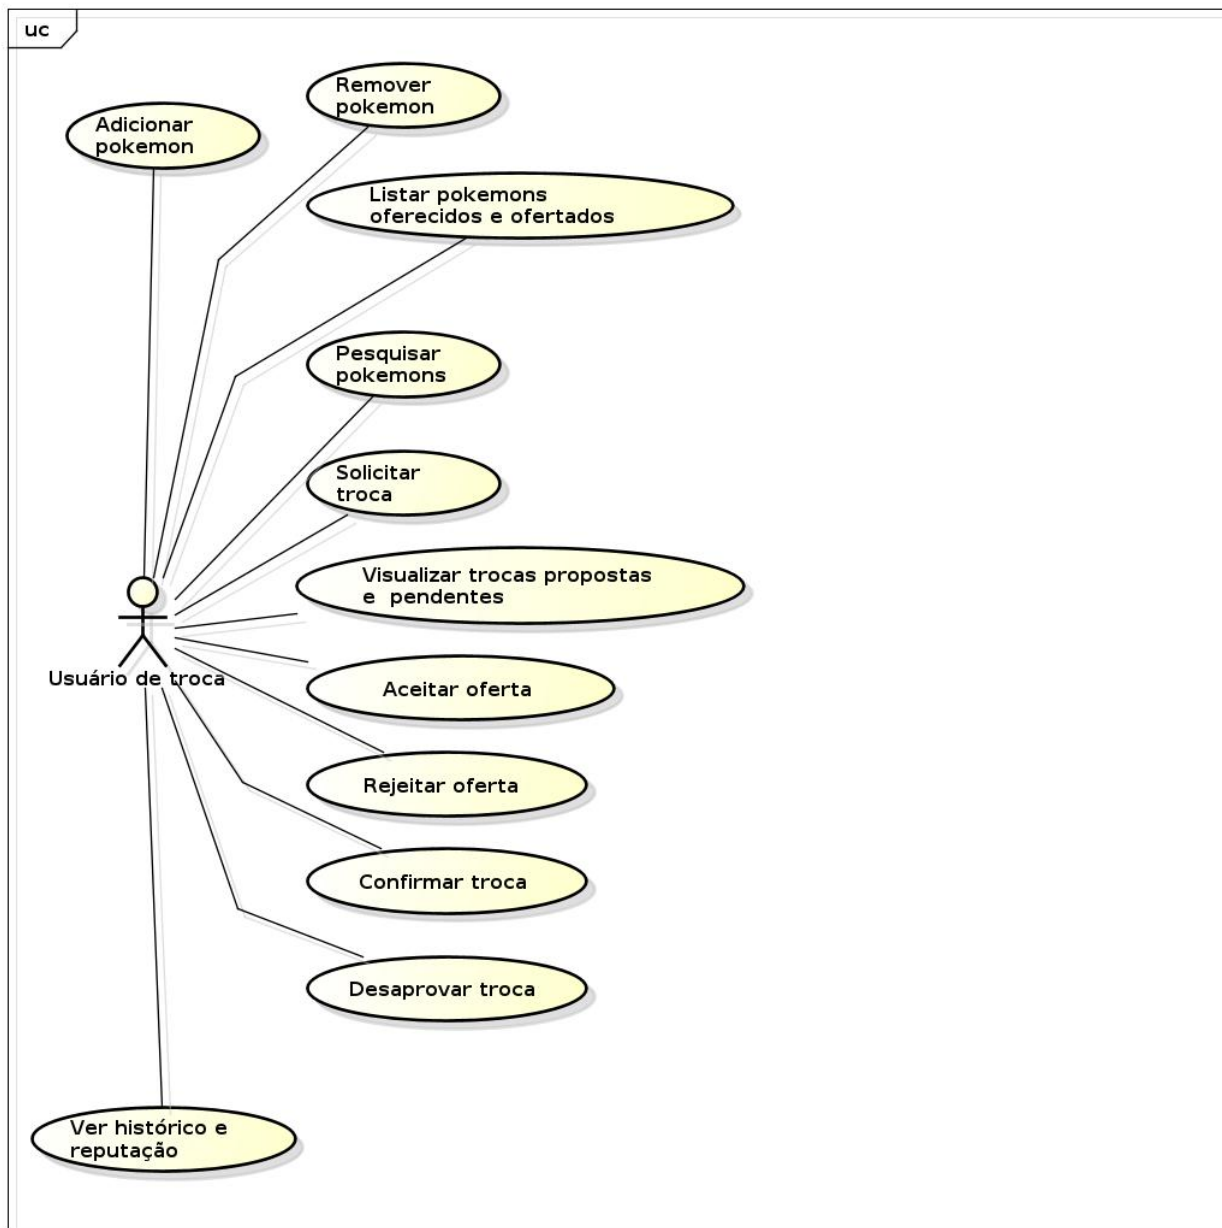 uc
Remover
pokemon
Adicionar
pokemon
Listar pokemons
oferecidos e ofertados
Pesquisar
pokemons
Solicitar
troca
Visualizar trocas propostas
e  pendentes
Usuário de troca
Aceitar oferta
Rejeitar oferta
Confirmar troca
Desaprovar troca
Ver histórico e
reputação